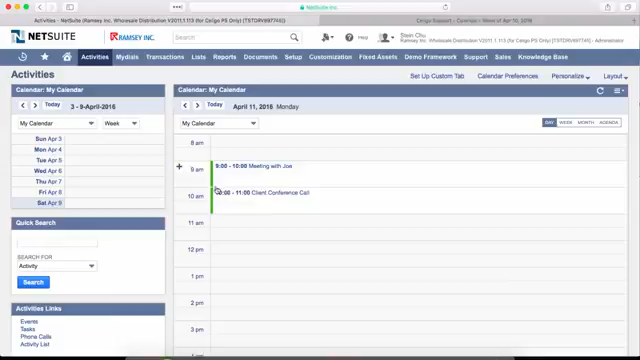 NetSuite (Ramsey Inc. Wholesale Distribution V2011.1.113 (for Celigo PS Only) (TSTDRV697745))
Celigo Support - Calendar - Week of Apr 10, 2016
NETSUITE RAMSEY INC. Search Help Stein Chu
Ramsey Inc. Wholesale Distribution V2011.1.113 (for Celigo PS Only) (TSTDRV697745) - Administrator
Activities Mydials Transactions Lists Reports Documents Setup Customization Fixed Assets Demo Framework Support Sales Knowledge Base
Activities
Set Up Custom Tab Calendar Preferences Personalize Layout
Calendar: My Calendar
Today 3 - 9-April-2016
My Calendar Week
Sun Apr 3
Mon Apr 4
Tue Apr 5
Wed Apr 6
Thu Apr 7
Fri Apr 8
Sat Apr 9
Quick Search
SEARCH FOR
Activity
Search
Activities Links
Events
Tasks
Phone Calls
Activity List
Calendar: My Calendar
Today April 11, 2016 Monday
My Calendar DAY WEEK MONTH AGENDA
8 am
9 am 9:00 - 10:00 Meeting with Joe
10 am - 11:00 Client Conference Call
11 am
12 pm
1 pm
2 pm
3 pm
4 am